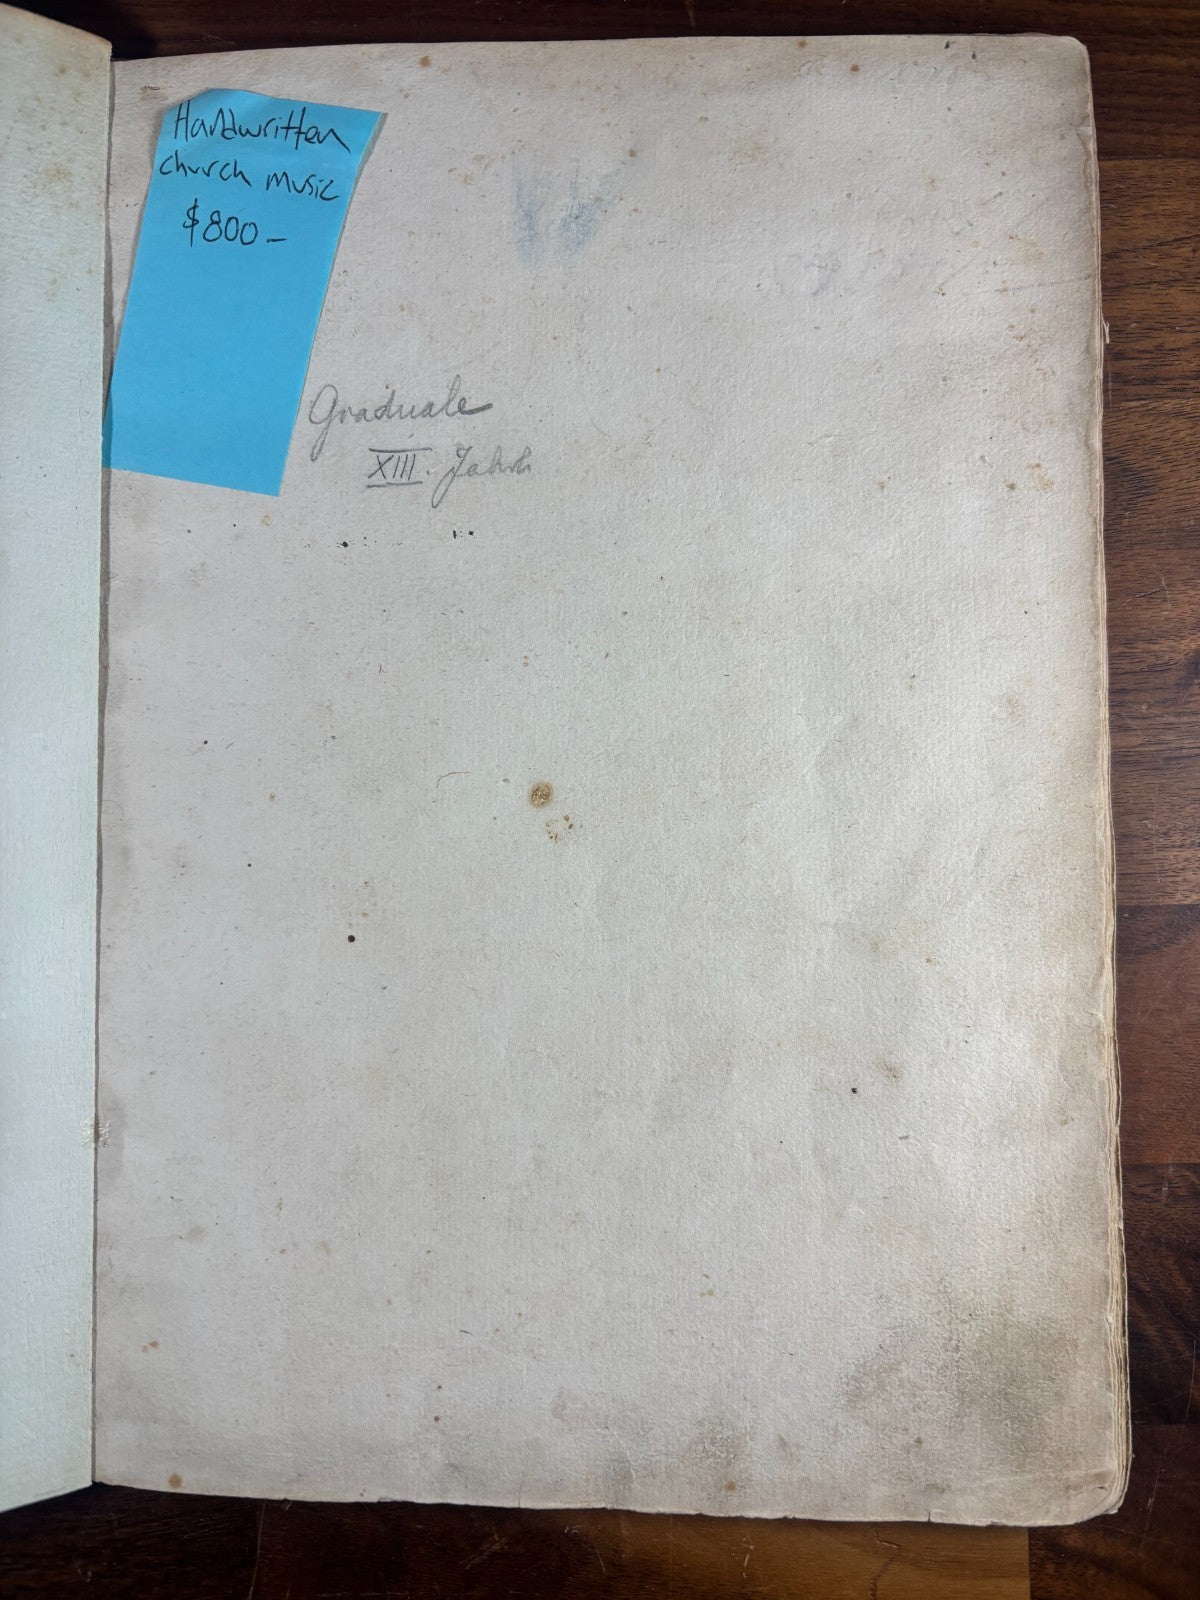 Handwritten
church music
$800-
Graduale
XIII. Jahrh